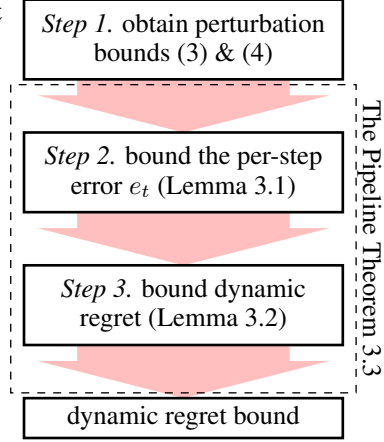 Step 1. obtain perturbation
bounds (3) & (4)
Step 2. bound the per-step
error e_t (Lemma 3.1)
Step 3. bound dynamic
regret (Lemma 3.2)
dynamic regret bound
The Pipeline Theorem 3.3